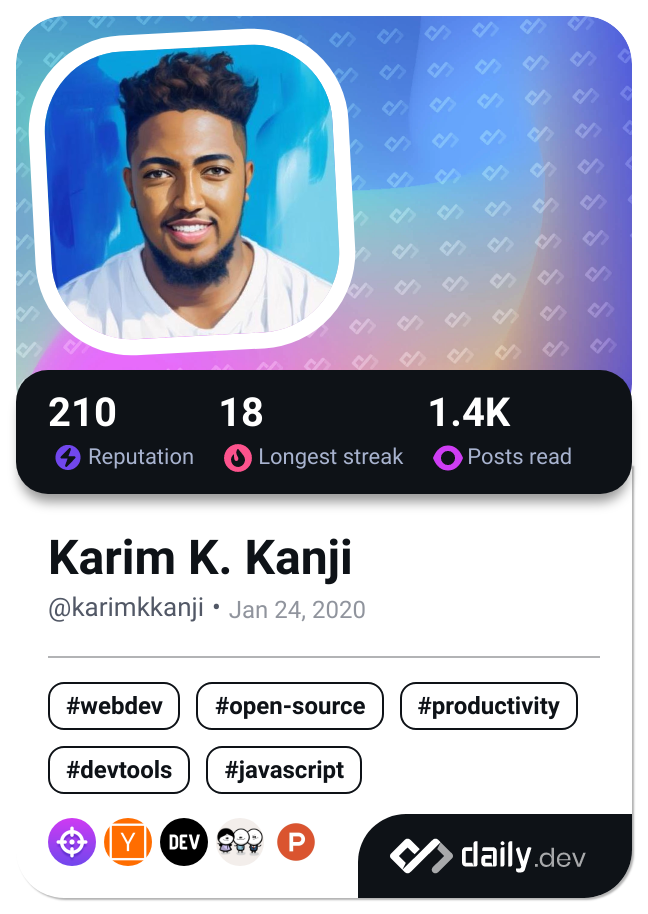 210 18 1.4K
Reputation Longest streak Posts read
Karim K. Kanji
@karimkkanji • Jan 24, 2020
#webdev #open-source #productivity
#devtools #javascript
Y DEV P
daily.dev